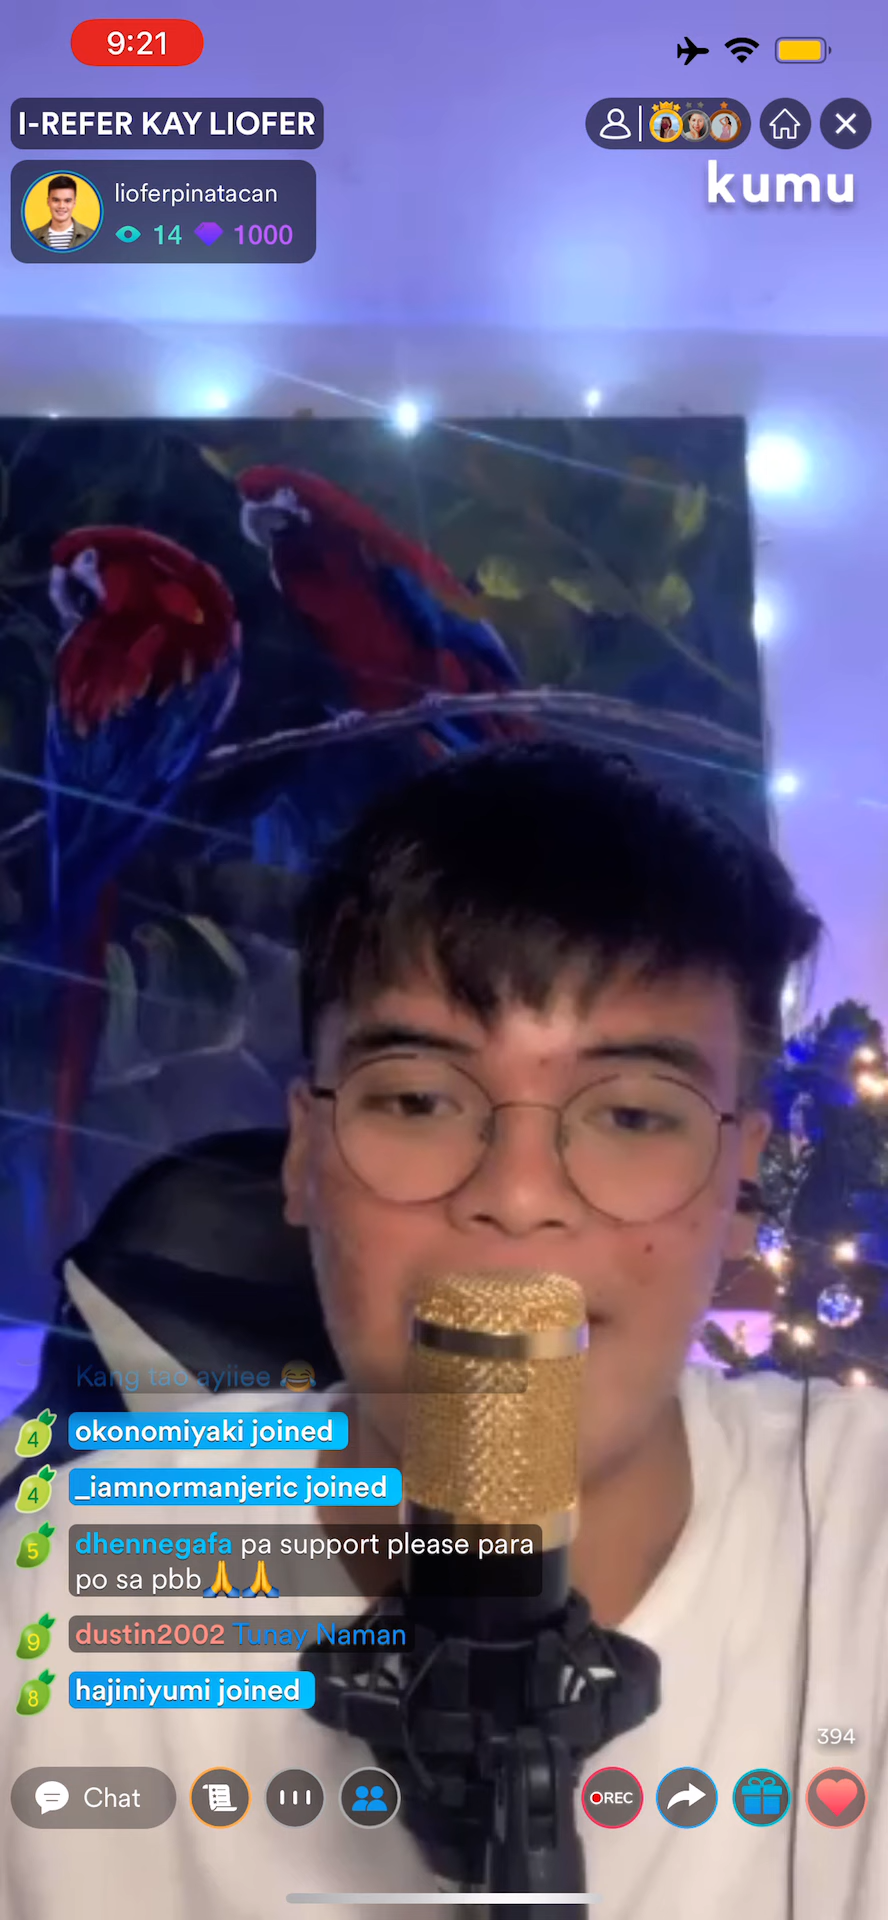 9:21
I-REFER KAY LIOFER
kumu
lioferpinatacan
14 1000
Kang tao ayiiee 😂
4 okonomiyaki joined
4 _iamnormanjeric joined
5 dhennegafa pa support please para
po sa pbb🙏🙏
9 dustin2002 Tunay Naman
8 hajiniyumi joined
394
Chat
REC